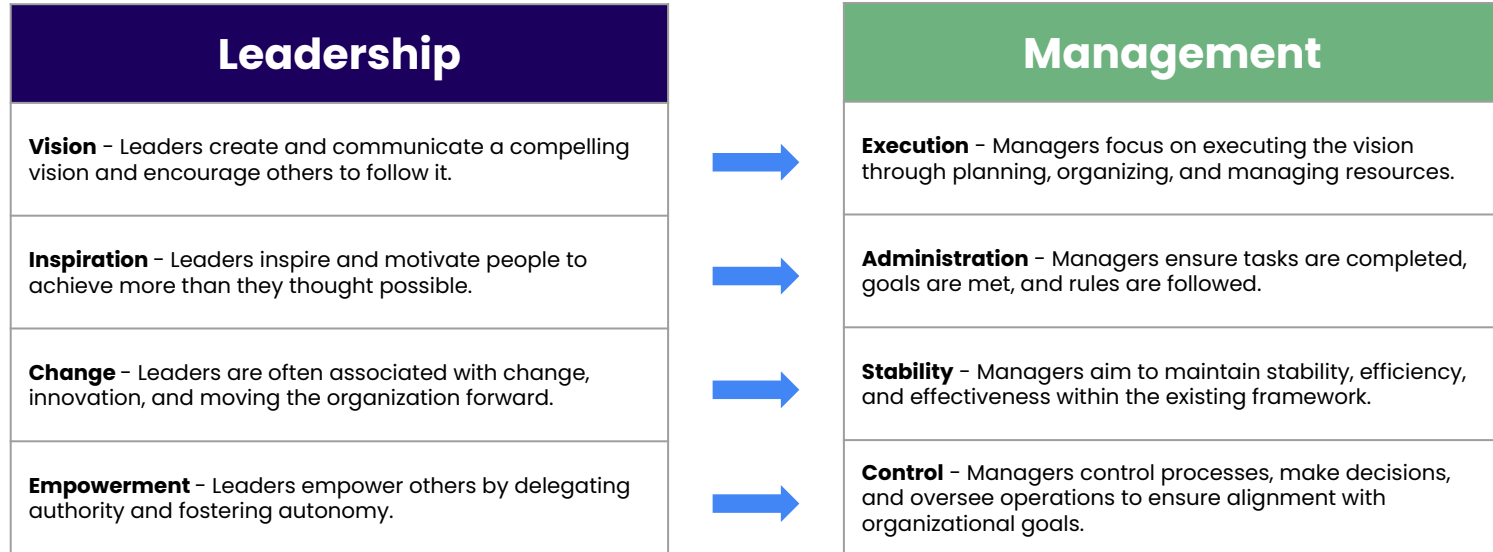 Leadership
Management
Vision - Leaders create and communicate a compelling
vision and encourage others to follow it.
Execution - Managers focus on executing the vision
through planning, organizing, and managing resources.
Inspiration - Leaders inspire and motivate people to
achieve more than they thought possible.
Administration - Managers ensure tasks are completed,
goals are met, and rules are followed.
Change - Leaders are often associated with change,
innovation, and moving the organization forward.
Stability - Managers aim to maintain stability, efficiency,
and effectiveness within the existing framework.
Empowerment - Leaders empower others by delegating
authority and fostering autonomy.
Control - Managers control processes, make decisions,
and oversee operations to ensure alignment with
organizational goals.